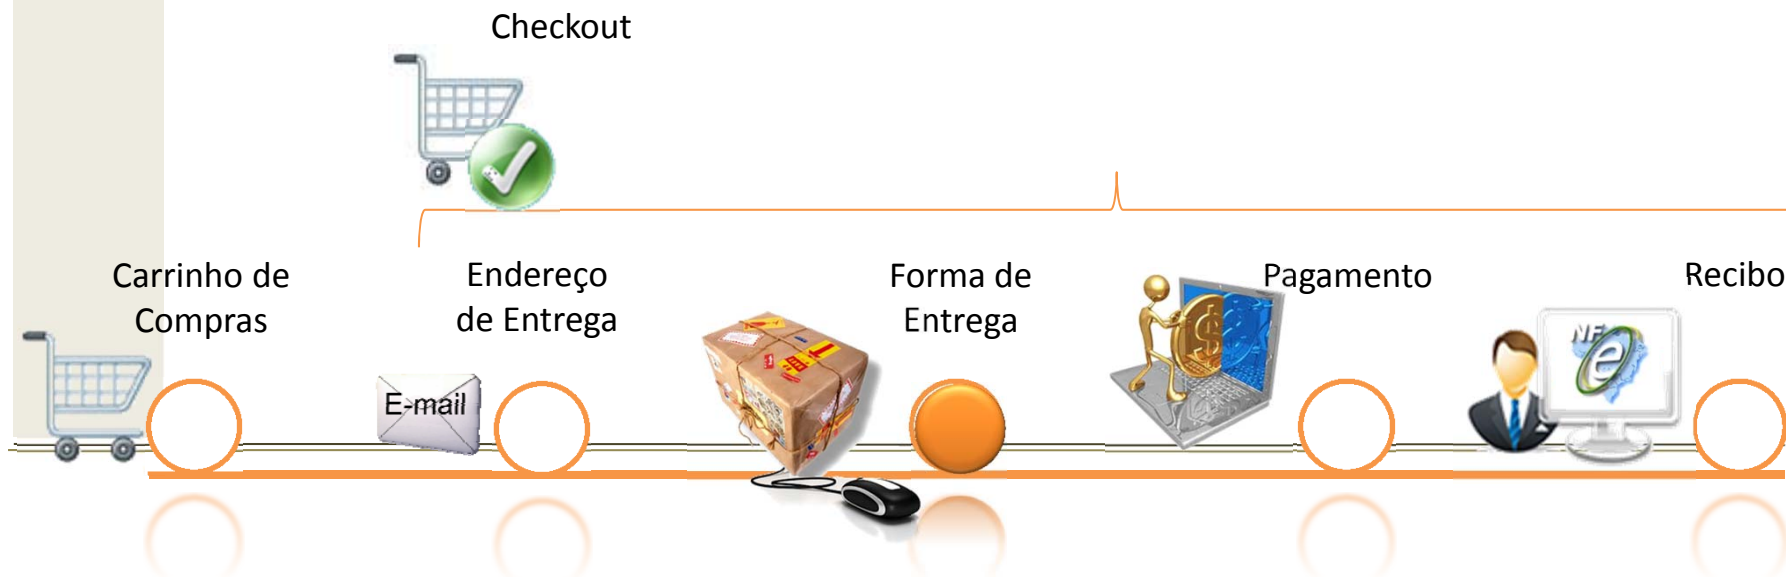 Checkout
Carrinho de
Compras
Endereço
de Entrega
Forma de
Entrega
Pagamento
Recibo
E-mail
NF
e
$